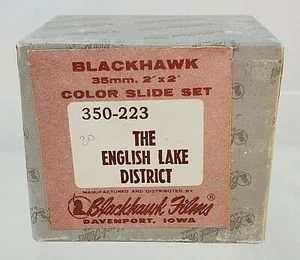 BLACKHAWK
35mm. 2"x2"
COLOR SLIDE SET
350-223
20
THE
ENGLISH LAKE
DISTRICT
MANUFACTURED AND DISTRIBUTED BY
Blackhawk Films
DAVENPORT, IOWA